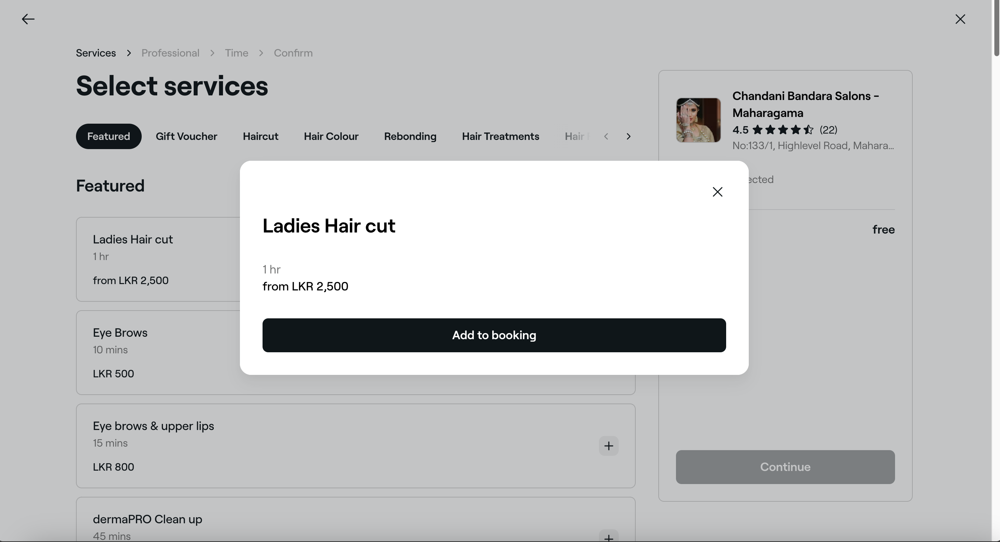 Services
Professional
Time
Confirm
Select services
Featured
Gift Voucher
Haircut
Hair Colour
Rebonding
Hair Treatments
Hair
Chandani Bandara Salons -
Maharagama
4.5 (22)
No:133/1, Highlevel Road, Mahara...
Featured
Ladies Hair cut
1 hr
from LKR 2,500
Eye Brows
10 mins
LKR 500
Eye brows & upper lips
15 mins
LKR 800
dermaPRO Clean up
45 mins
Ladies Hair cut
1 hr
from LKR 2,500
Add to booking
free
Continue